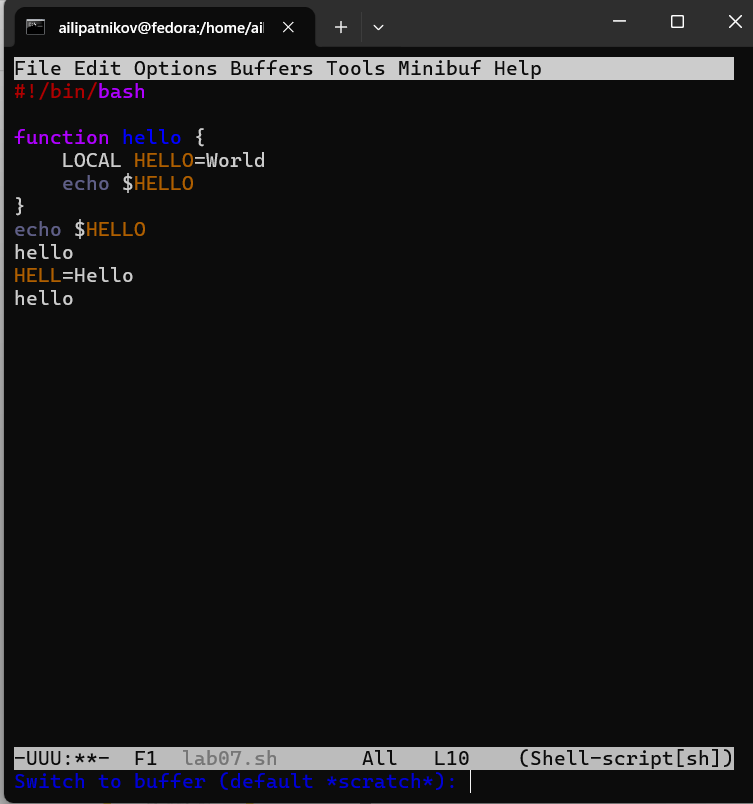 ailipatnikov@fedora:/home/ail
File Edit Options Buffers Tools Minibuf Help
#!/bin/bash
function hello {
    LOCAL HELLO=World
    echo $HELLO
}
echo $HELLO
hello
HELL=Hello
hello
-UUU:**-  F1  lab07.sh       All   L10    (Shell-script[sh])
Switch to buffer (default *scratch*):